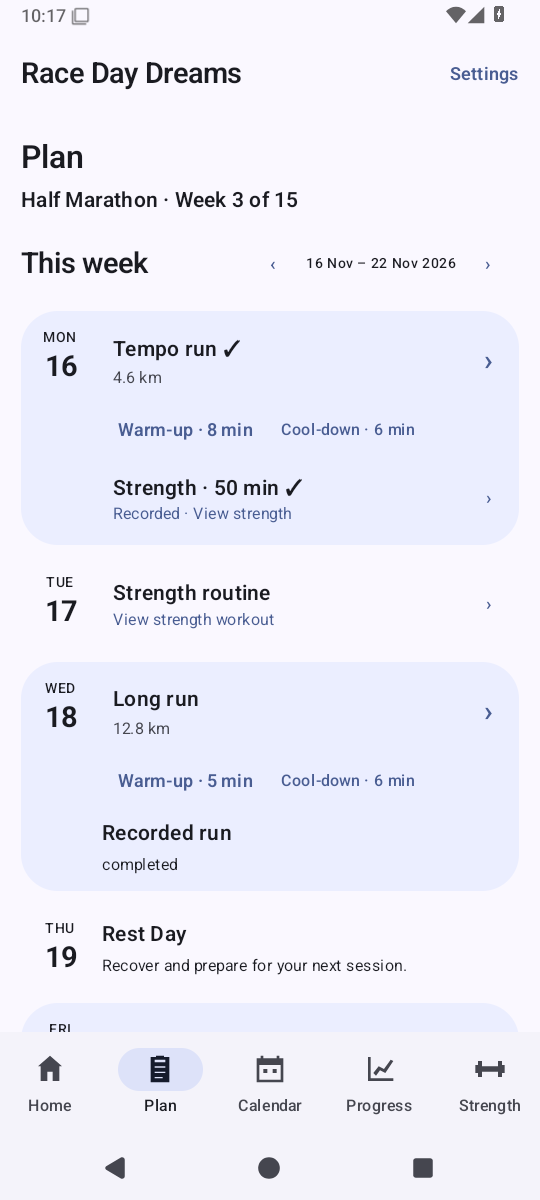 10:17
Race Day Dreams
Settings
Plan
Half Marathon · Week 3 of 15
This week
‹ 16 Nov – 22 Nov 2026 ›
MON
16
Tempo run ✓
4.6 km
›
Warm-up · 8 min
Cool-down · 6 min
Strength · 50 min ✓
Recorded · View strength
›
TUE
17
Strength routine
View strength workout
›
WED
18
Long run
12.8 km
›
Warm-up · 5 min
Cool-down · 6 min
Recorded run
completed
THU
19
Rest Day
Recover and prepare for your next session.
FRI
Home
Plan
Calendar
Progress
Strength